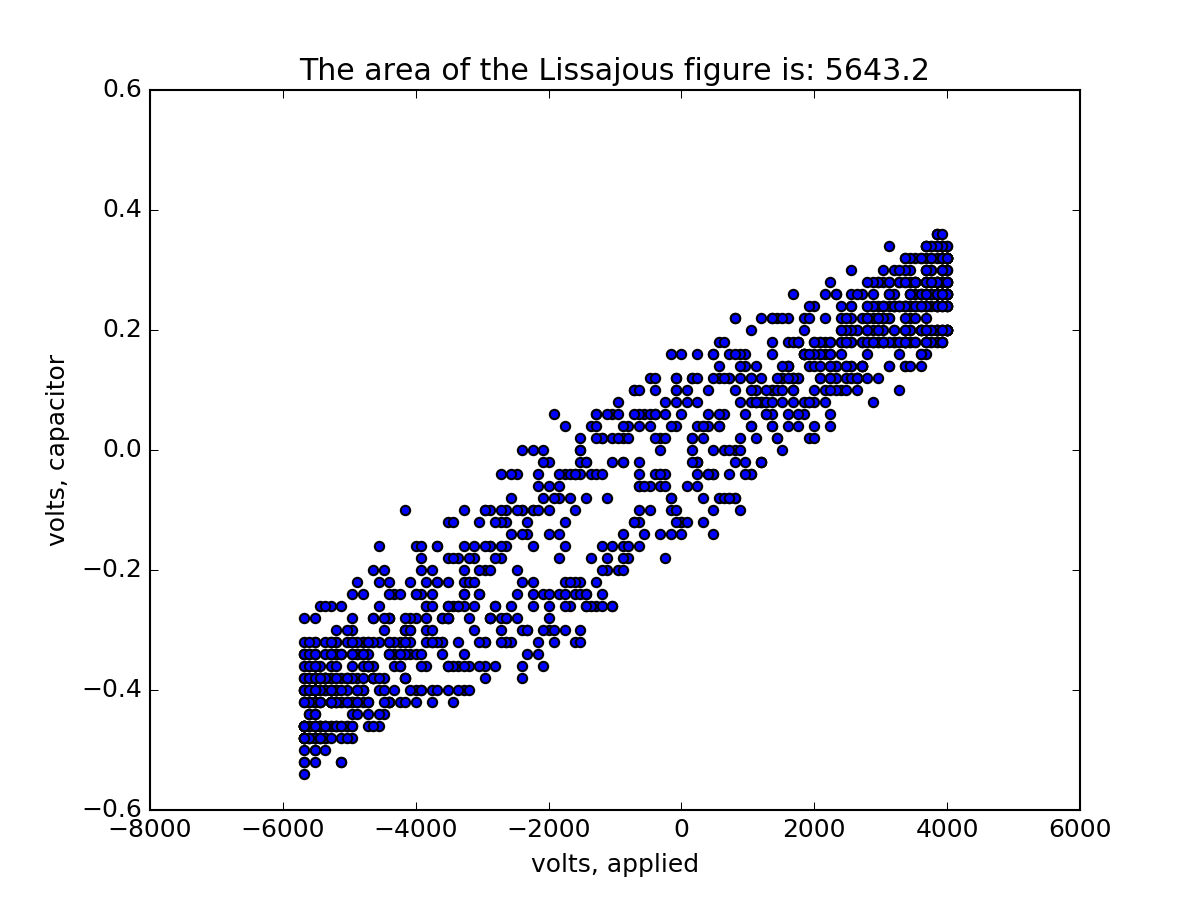 The area of the Lissajous figure is: 5643.2
0.6
0.4
0.2
0.0
−0.2
−0.4
−0.6
volts, capacitor
−8000 −6000 −4000 −2000 0 2000 4000 6000
volts, applied